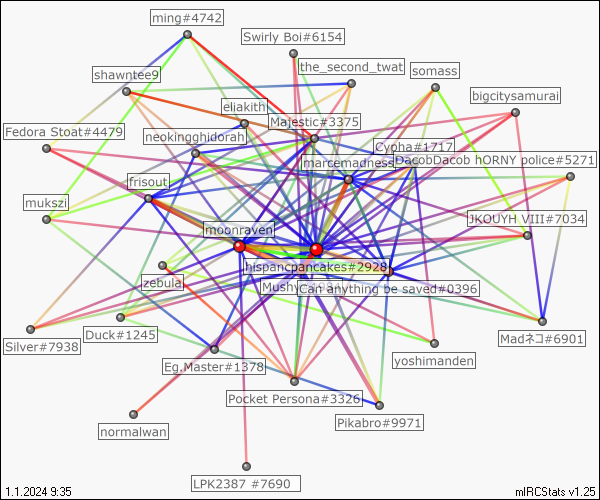 ming#4742
Swirly Boi#6154
the_second_twat
somass
shawntee9
bigcitysamurai
eliakith
Majestic#3375
Fedora Stoat#4479
neokingghidorah
Cypha#1717
marcemadness
DacobDacob hORNY police#5271
frisout
mukszi
JKOUYH VIII#7034
moonraven
hispancpancakes#2928
zebula
Can anything be saved#0396
Duck#1245
Madネコ#6901
Silver#7938
Eg.Master#1378
yoshimanden
Pocket Persona#3326
Pikabro#9971
normalwan
LPK2387 #7690
1.1.2024 9:35
mIRCStats v1.25